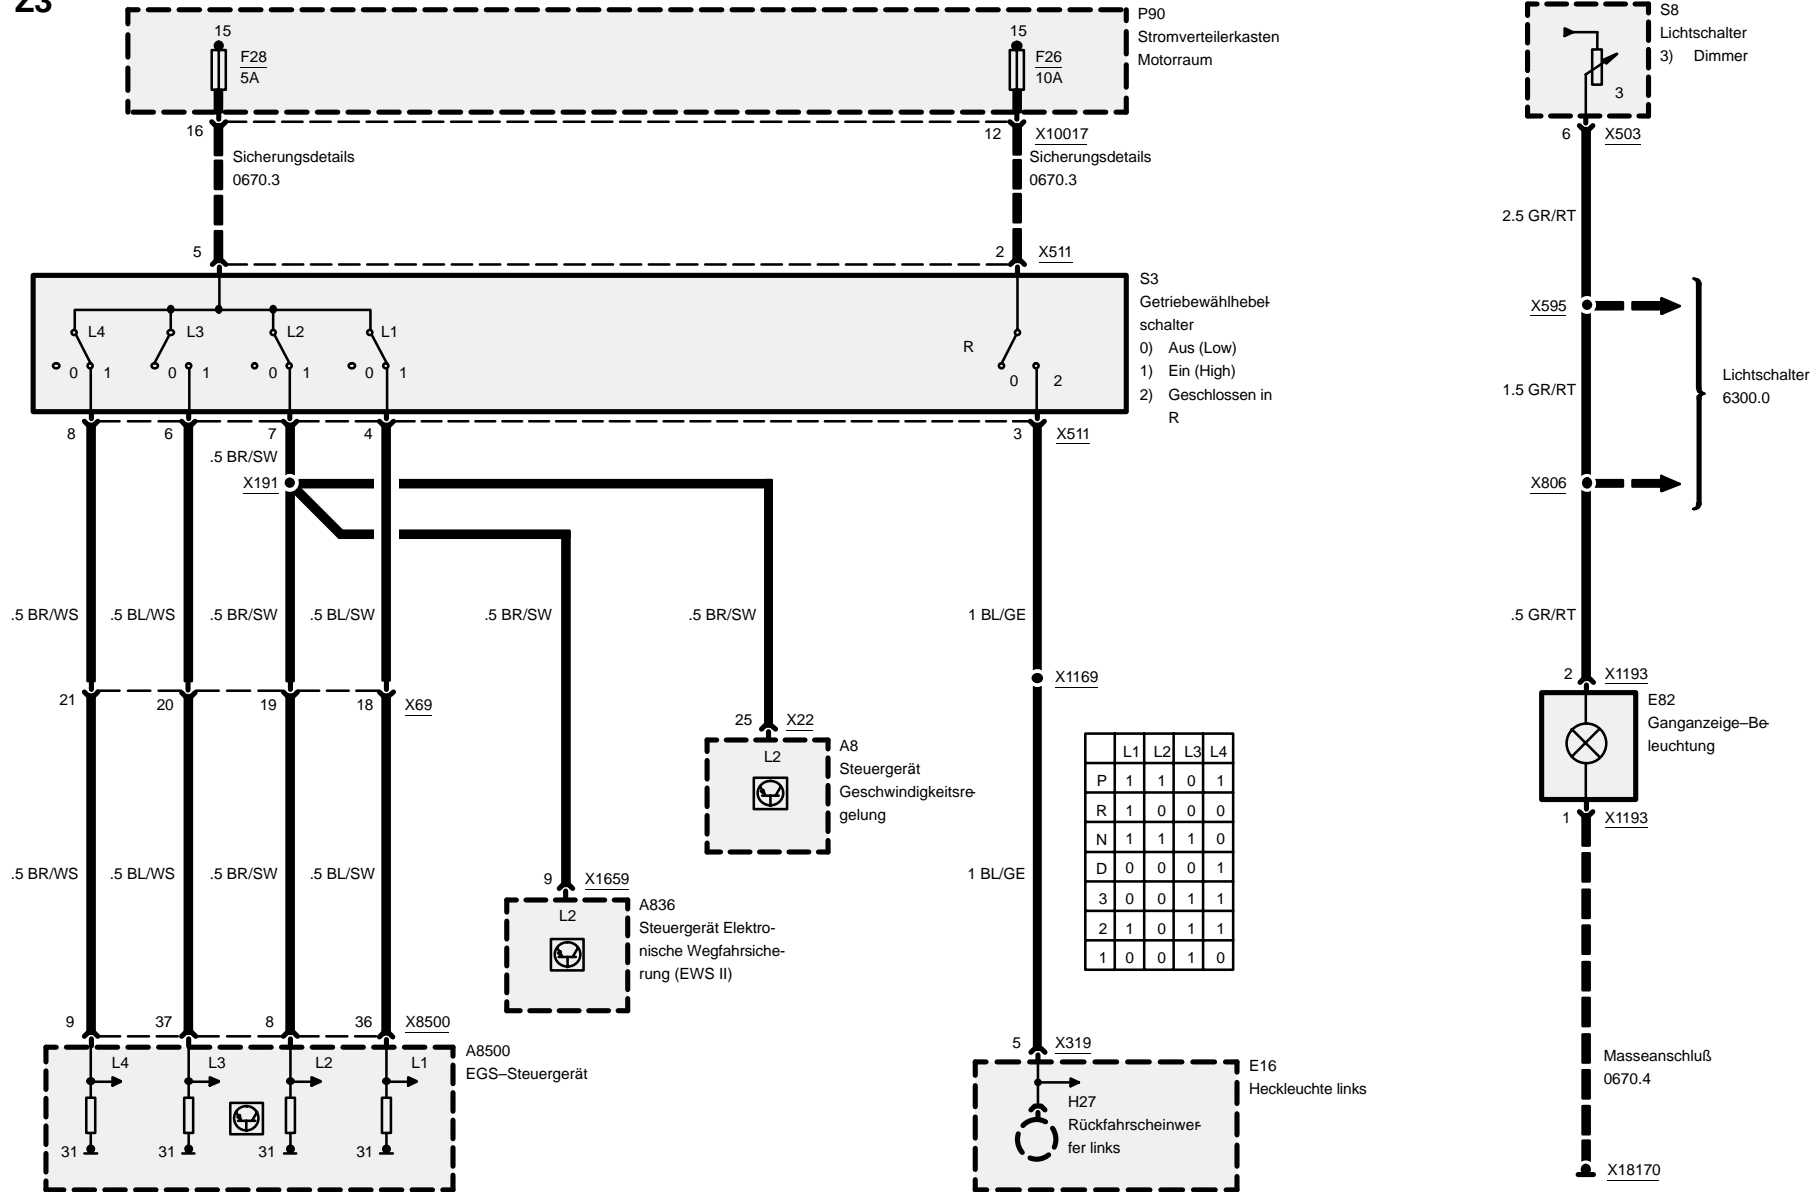 Z3
15
F28
5A
15
F26
10A
P90
Stromverteilerkasten
Motorraum
16
12
X10017
Sicherungsdetails
0670.3
Sicherungsdetails
0670.3
5
2
X511
S3
Getriebewählhebel-
schalter
0) Aus (Low)
1) Ein (High)
2) Geschlossen in
R
L4
L3
L2
L1
R
0 1
0 1
0 1
0 1
0 2
8
6
7
4
3
X511
.5 BR/SW
X191
.5 BR/WS
.5 BL/WS
.5 BR/SW
.5 BL/SW
.5 BR/SW
.5 BR/SW
1 BL/GE
X1169
21
20
19
18
X69
25
X22
L2
A8
Steuergerät
Geschwindigkeitsre-
gelung
.5 BR/WS
.5 BL/WS
.5 BR/SW
.5 BL/SW
1 BL/GE
9
X1659
L2
A836
Steuergerät Elektro-
nische Wegfahrsiche-
rung (EWS II)
L1 L2 L3 L4
P 1 1 0 1
R 1 0 0 0
N 1 1 1 0
D 0 0 0 1
3 0 0 1 1
2 1 0 1 1
1 0 0 1 0
9
37
8
36
X8500
A8500
EGS–Steuergerät
L4
L3
L2
L1
31
31
31
31
5
X319
E16
Heckleuchte links
H27
Rückfahrscheinwer-
fer links
S8
Lichtschalter
3) Dimmer
3
6
X503
2.5 GR/RT
X595
1.5 GR/RT
Lichtschalter
6300.0
X806
.5 GR/RT
2
X1193
E82
Ganganzeige–Be-
leuchtung
1
X1193
Masseanschluß
0670.4
X18170